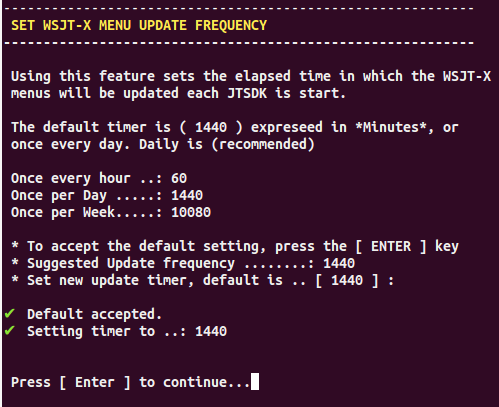 -----------------------------------------------------------
SET WSJT-X MENU UPDATE FREQUENCY
-----------------------------------------------------------
Using this feature sets the elapsed time in which the WSJT-X
menus will be updated each JTSDK is start.
The default timer is ( 1440 ) expreseed in *Minutes*, or
once every day. Daily is (recommended)
Once every hour ..: 60
Once per Day .....: 1440
Once per Week.....: 10080
* To accept the default setting, press the [ ENTER ] key
* Suggested Update frequency ........: 1440
* Set new update timer, default is .. [ 1440 ] :
✔ Default accepted.
✔ Setting timer to ..: 1440
Press [ Enter ] to continue...